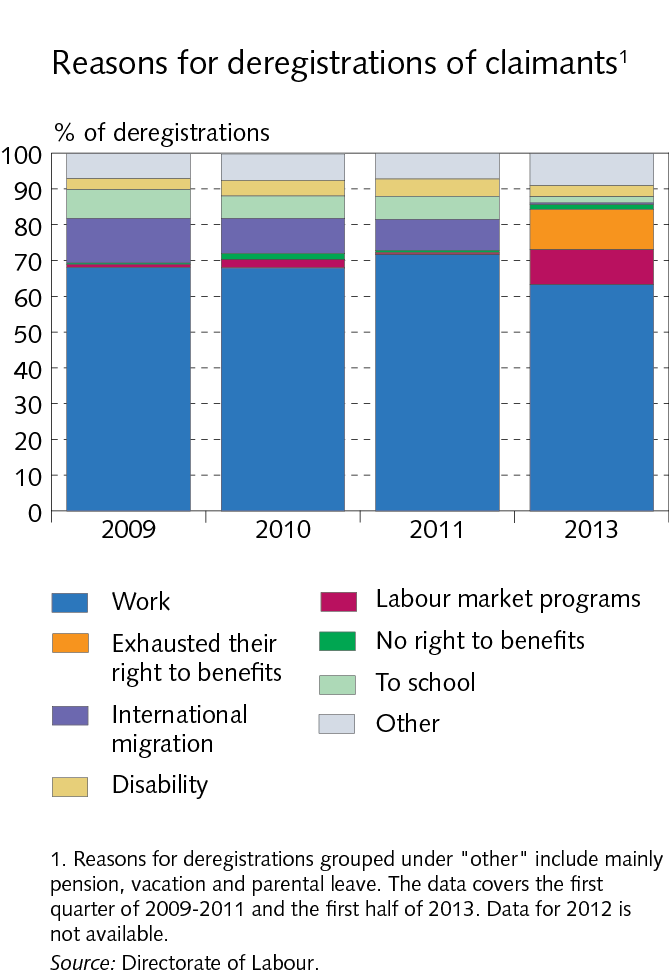 Reasons for deregistrations of claimants¹
% of deregistrations
100
90
80
70
60
50
40
30
20
10
0
2009 2010 2011 2013
Work
Exhausted their
right to benefits
International
migration
Disability
Labour market programs
No right to benefits
To school
Other
1. Reasons for deregistrations grouped under "other" include mainly
pension, vacation and parental leave. The data covers the first
quarter of 2009-2011 and the first half of 2013. Data for 2012 is
not available.
Source: Directorate of Labour.